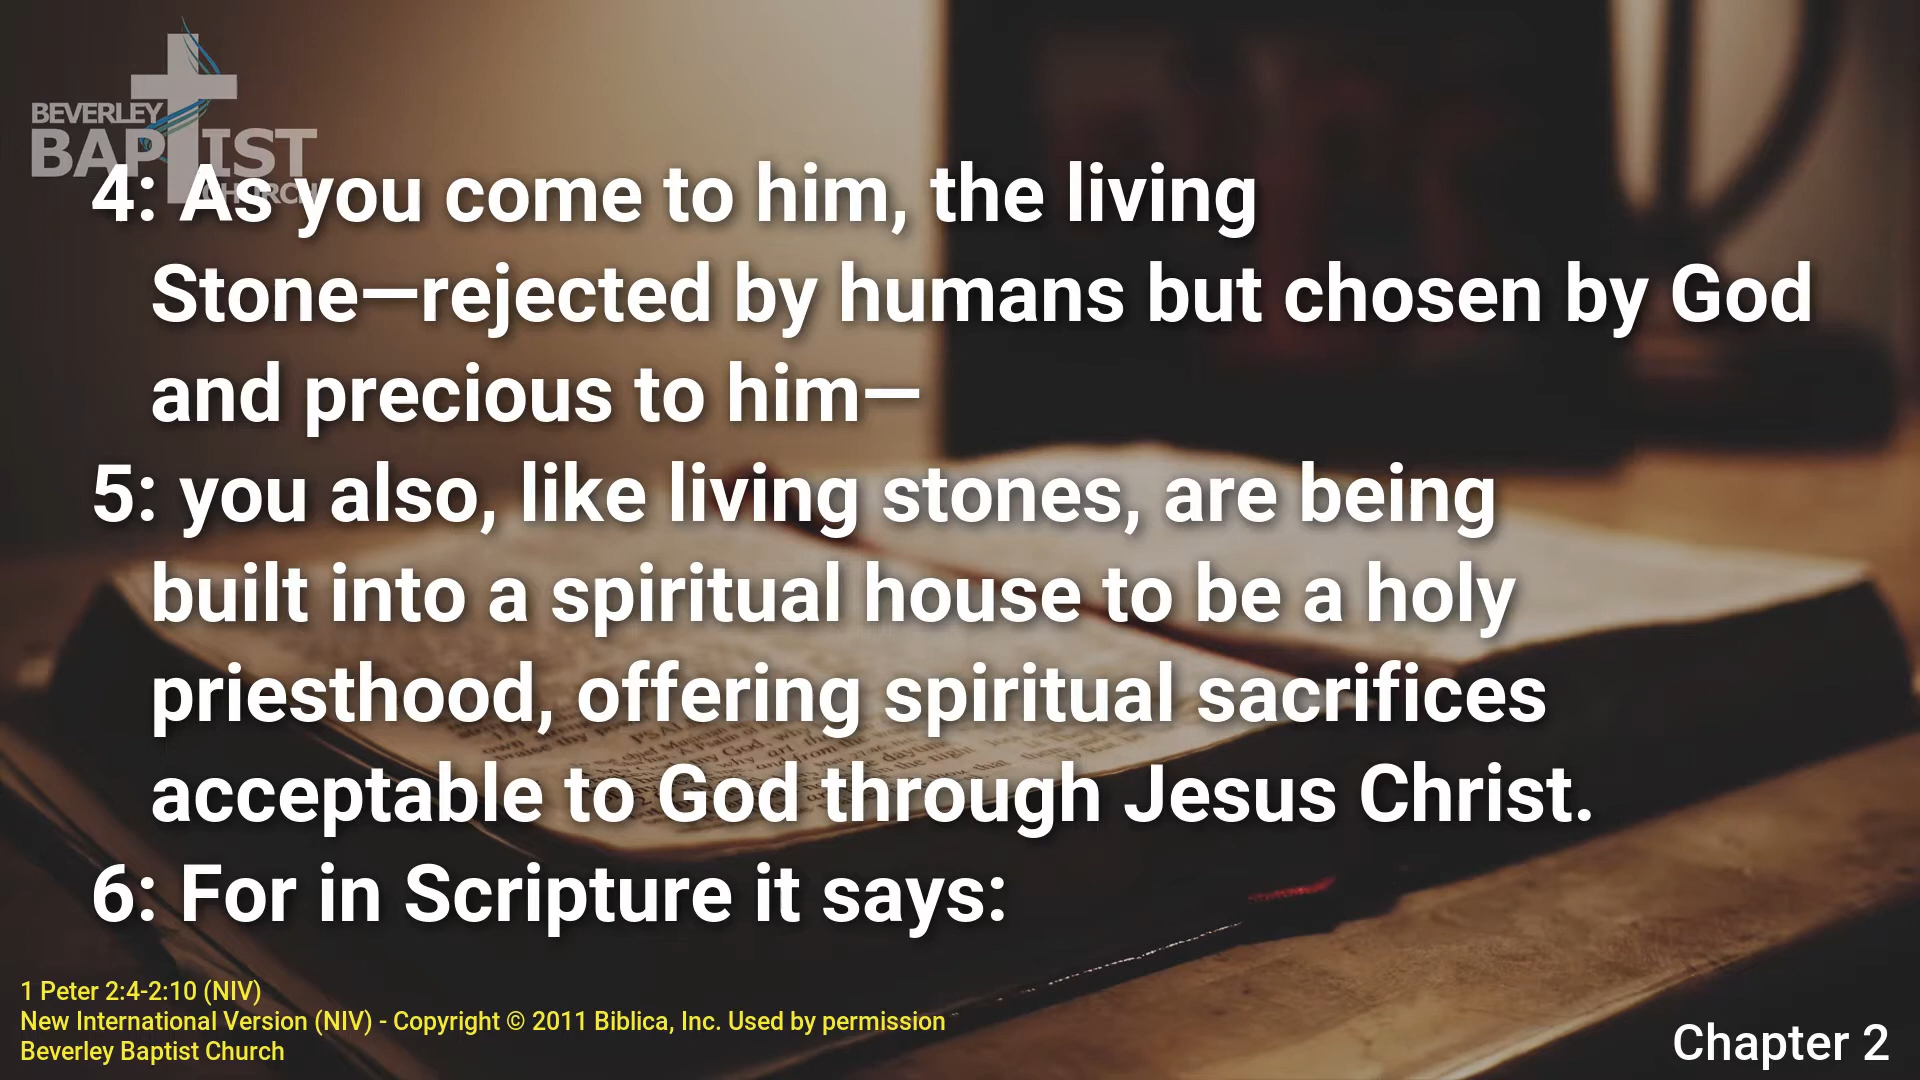 BEVERLEY
BAPTIST
CHURCH
4: As you come to him, the living
Stone—rejected by humans but chosen by God
and precious to him—
5: you also, like living stones, are being
built into a spiritual house to be a holy
priesthood, offering spiritual sacrifices
acceptable to God through Jesus Christ.
6: For in Scripture it says:
1 Peter 2:4-2:10 (NIV)
New International Version (NIV) - Copyright © 2011 Biblica, Inc. Used by permission
Beverley Baptist Church
Chapter 2